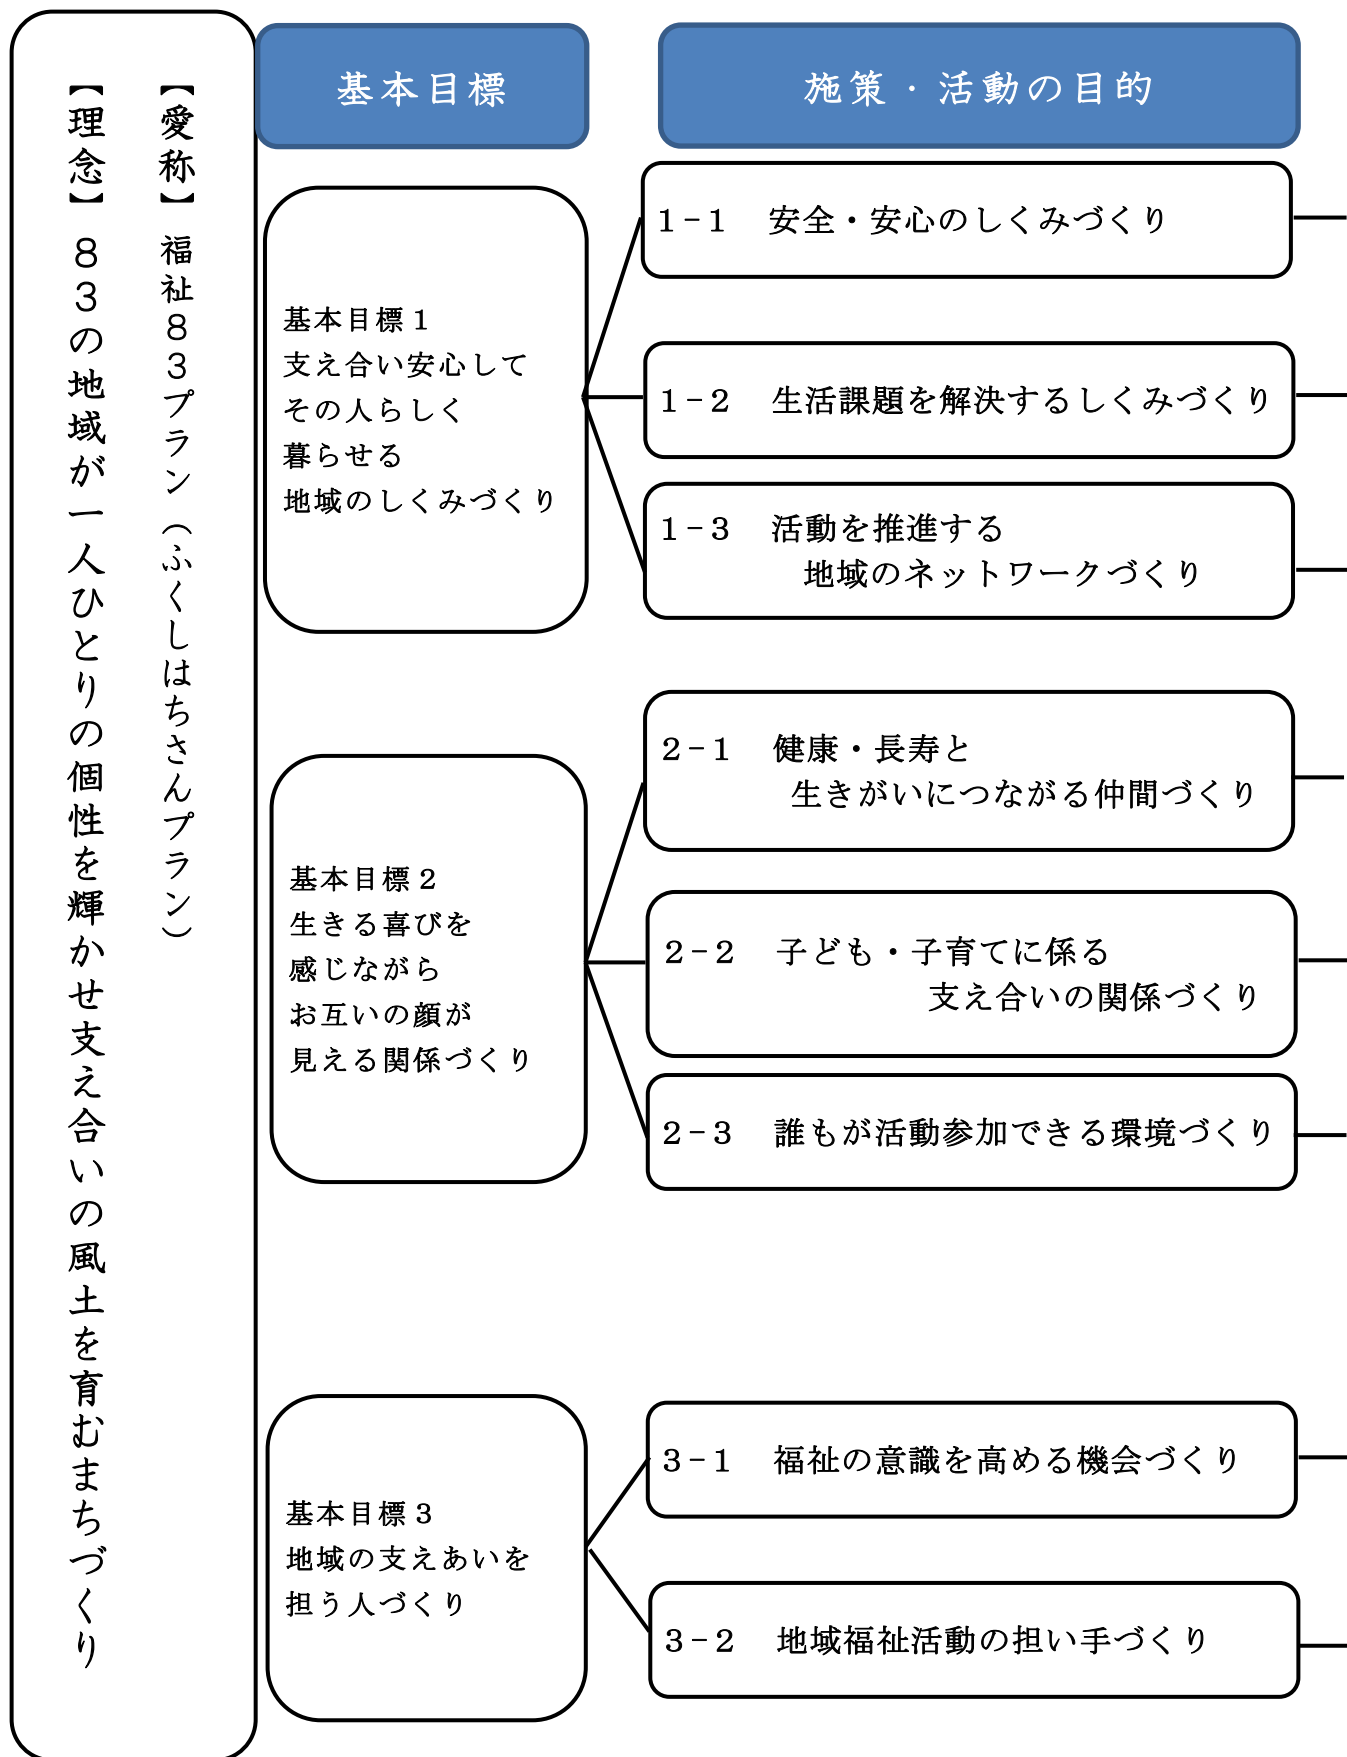 【愛称】福祉８３プラン（ふくしはちさんプラン）
【理念】８３の地域が一人ひとりの個性を輝かせ支え合いの風土を育むまちづくり
基本目標
施策・活動の目的
基本目標１
支え合い安心して
その人らしく
暮らせる
地域のしくみづくり
１－１　安全・安心のしくみづくり
１－２　生活課題を解決するしくみづくり
１－３　活動を推進する
地域のネットワークづくり
基本目標２
生きる喜びを
感じながら
お互いの顔が
見える関係づくり
２－１　健康・長寿と
生きがいにつながる仲間づくり
２－２　子ども・子育てに係る
支え合いの関係づくり
２－３　誰もが活動参加できる環境づくり
基本目標３
地域の支えあいを
担う人づくり
３－１　福祉の意識を高める機会づくり
３－２　地域福祉活動の担い手づくり